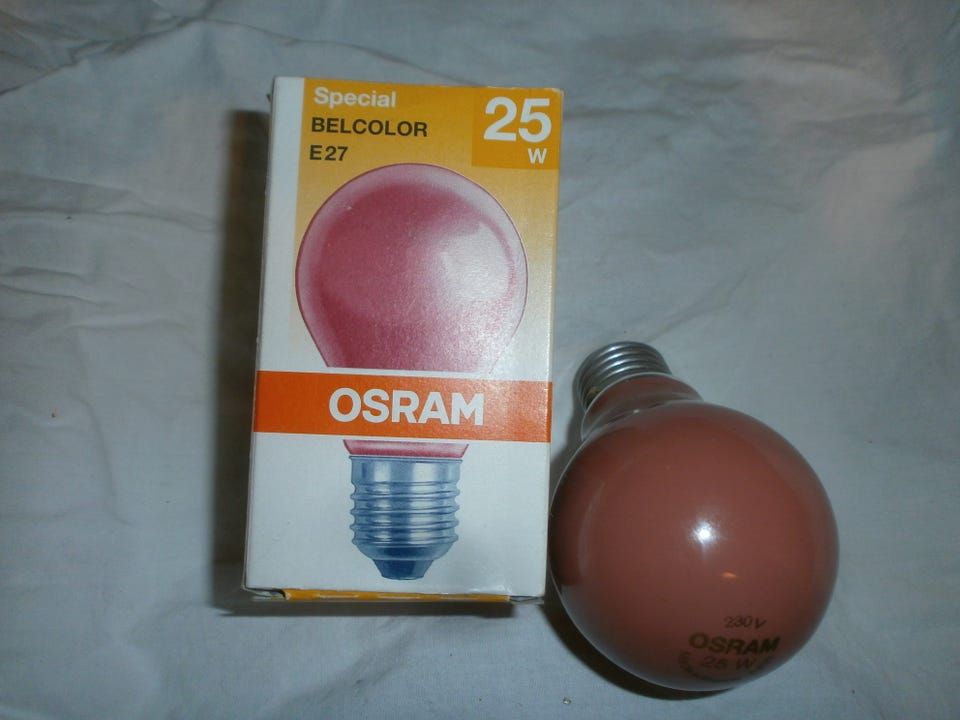 Special
BELCOLOR
E27
25
W
OSRAM
230V
OSRAM
25 W